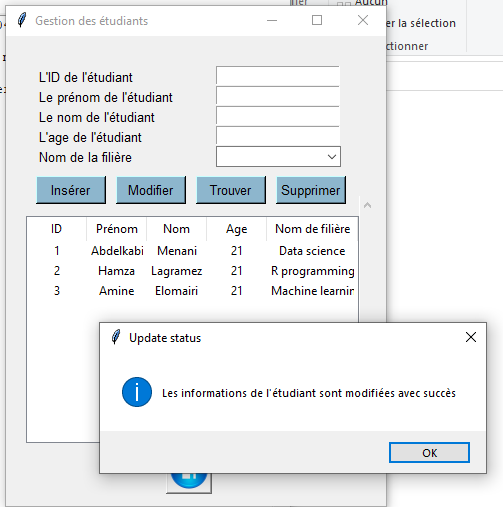 Aucun
Gestion des étudiants
er la sélection
ctionner
L'ID de l'étudiant
Le prénom de l'étudiant
Le nom de l'étudiant
L'age de l'étudiant
Nom de la filière
Insérer Modifier Trouver Supprimer
ID Prénom Nom Age Nom de filière
1 Abdelkabi Menani 21 Data science
2 Hamza Lagramez 21 R programming
3 Amine Elomairi 21 Machine learnin
Update status
Les informations de l'étudiant sont modifiées avec succès
OK